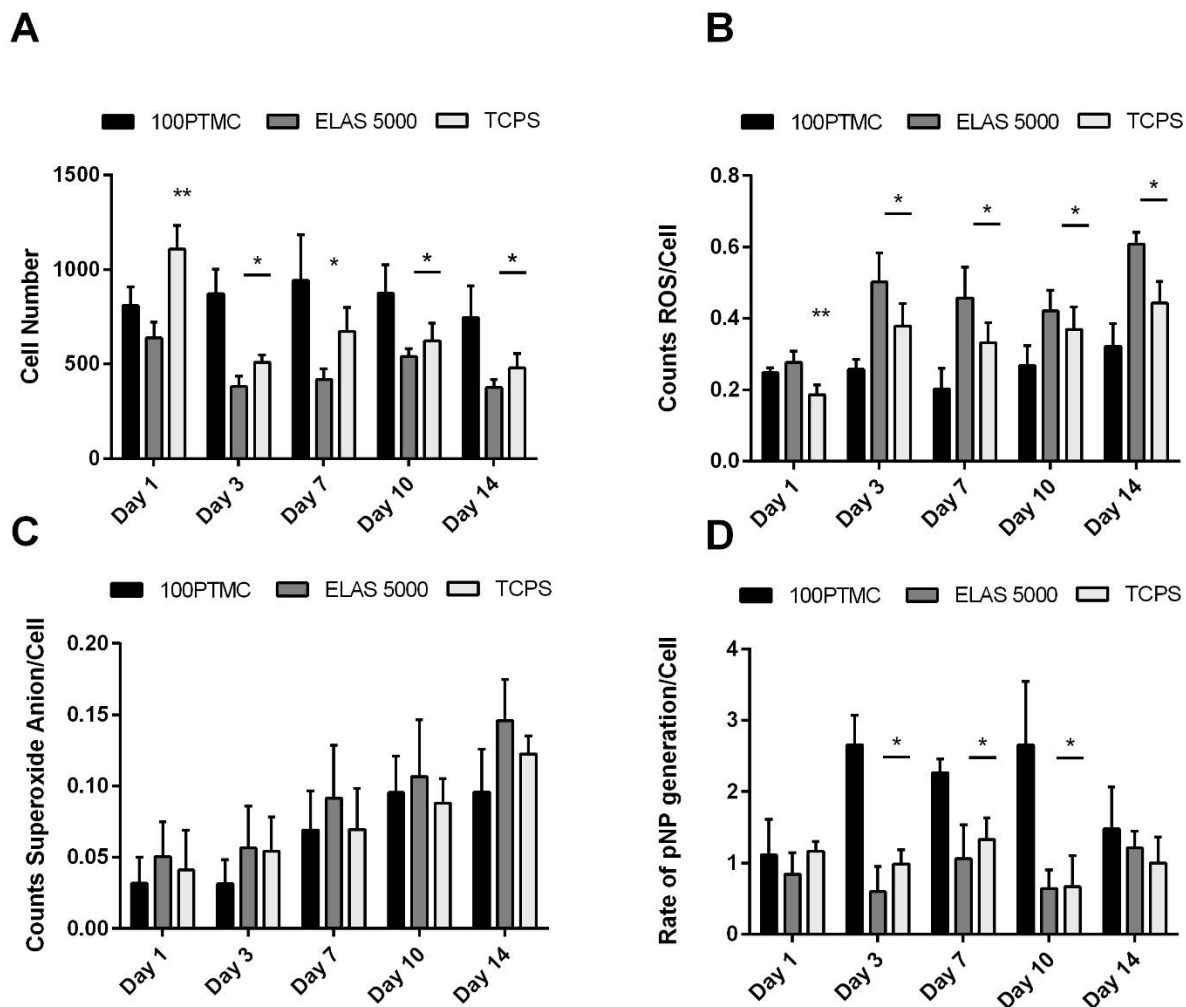 A
100PTMC ELAS 5000 TCPS
Cell Number
1500
1000
500
0
** * * * *
Day 1 Day 3 Day 7 Day 10 Day 14
B
100PTMC ELAS 5000 TCPS
Counts ROS/Cell
0.8
0.6
0.4
0.2
0.0
** * * * *
Day 1 Day 3 Day 7 Day 10 Day 14
C
100PTMC ELAS 5000 TCPS
Counts Superoxide Anion/Cell
0.20
0.15
0.10
0.05
0.00
Day 1 Day 3 Day 7 Day 10 Day 14
D
100PTMC ELAS 5000 TCPS
Rate of pNP generation/Cell
4
3
2
1
0
* * *
Day 1 Day 3 Day 7 Day 10 Day 14